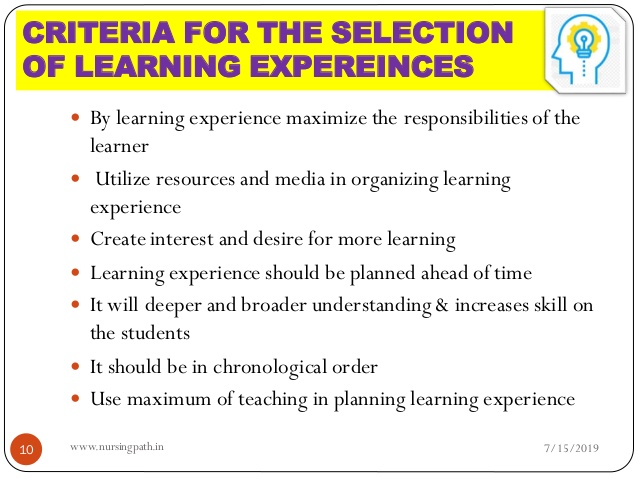 CRITERIA FOR THE SELECTION
OF LEARNING EXPEREINCES
• By learning experience maximize the responsibilities of the
learner
• Utilize resources and media in organizing learning
experience
• Create interest and desire for more learning
• Learning experience should be planned ahead of time
• It will deeper and broader understanding & increases skill on
the students
• It should be in chronological order
• Use maximum of teaching in planning learning experience
10 www.nursingpath.in 7/15/2019